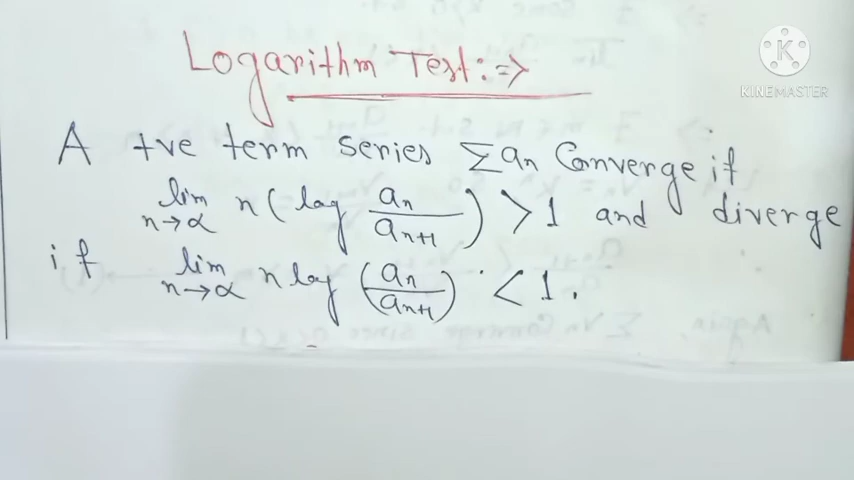 Logarithm Test:⇒
KINEMASTER
A +ve term series Σan Converge if
lim n→α n(log an/an+1) > 1 and diverge
if lim n→α n log (an/an+1) < 1.